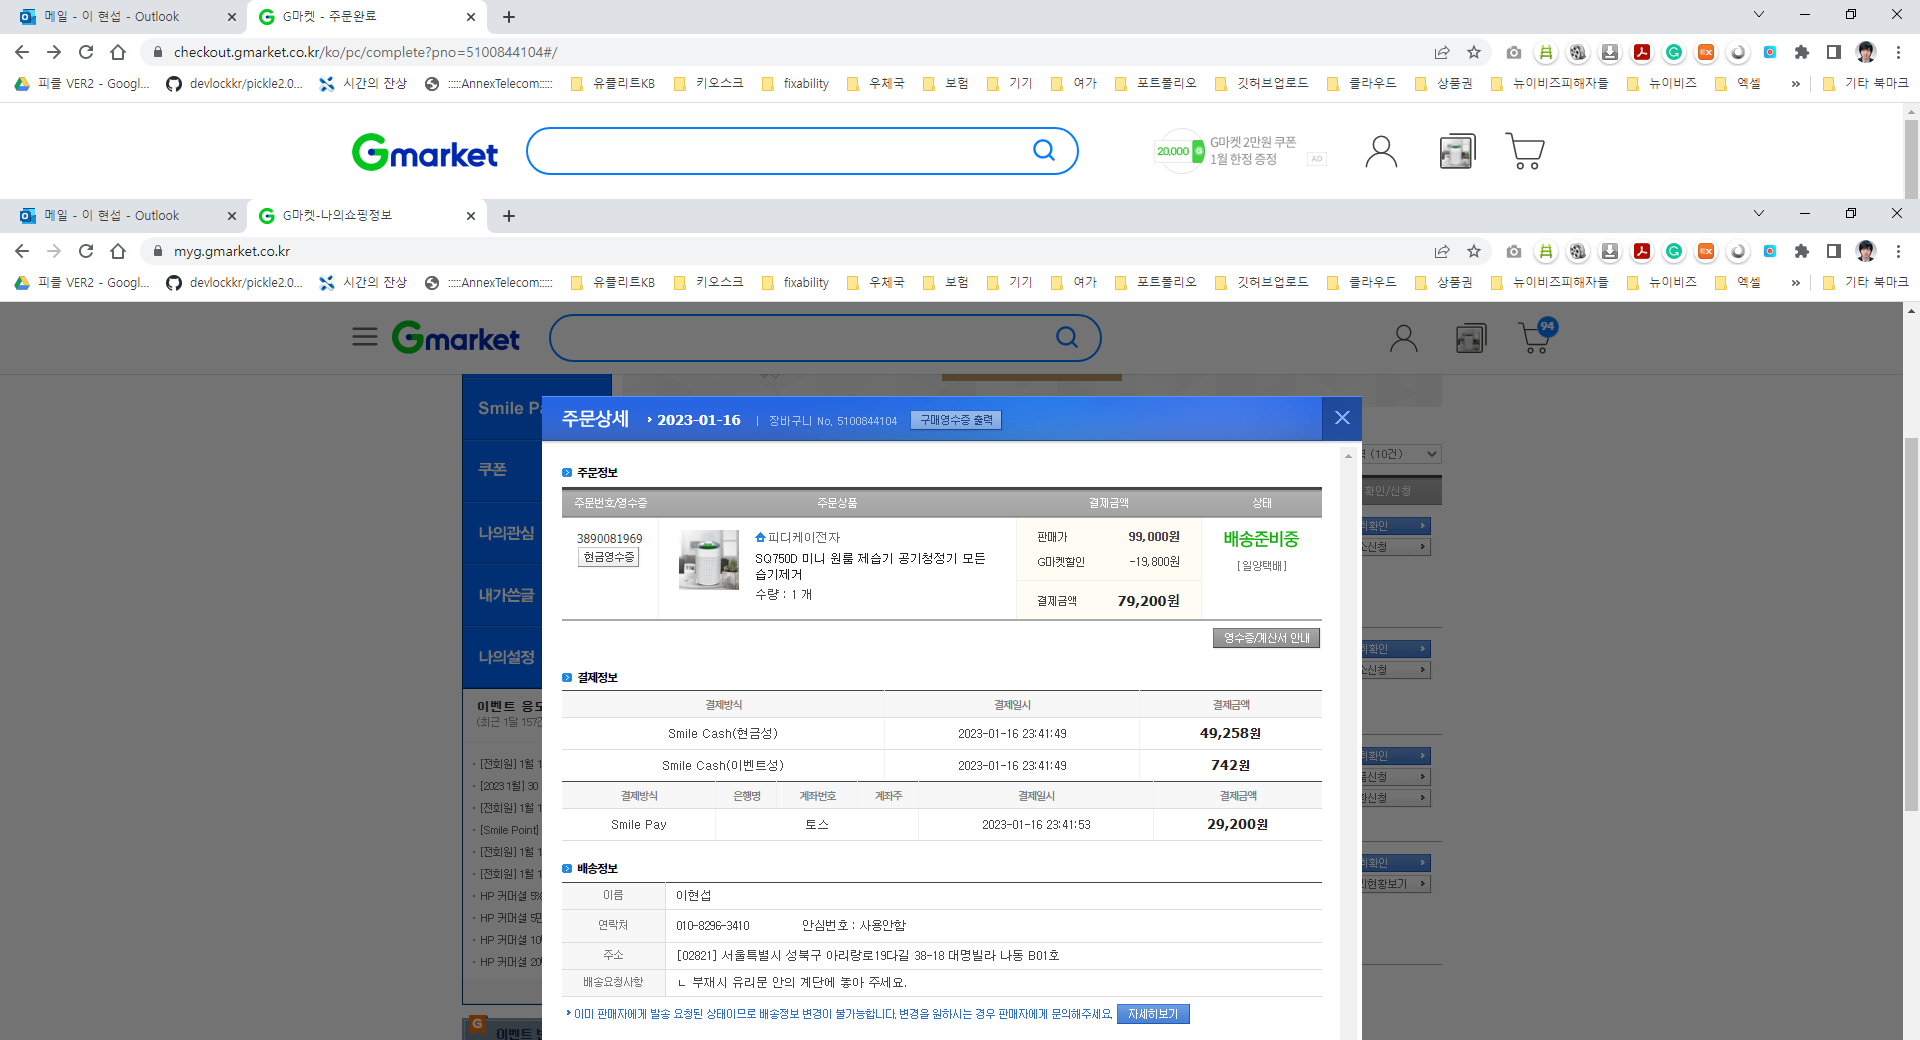 메일 - 이 현섭 - Outlook
G마켓 - 주문완료
checkout.gmarket.co.kr/ko/pc/complete?pno=5100844104#/
피클 VER2 - Googl...
devlockkr/pickle2.0...
시간의 잔상
:::::AnnexTelecom:::::
유플리트KB
키오스크
fixability
우체국
보험
기기
여가
포트폴리오
깃허브업로드
클라우드
상품권
뉴이비즈피해자들
뉴이비즈
엑셀
»
기타 북마크
Gmarket
20,000 G
G마켓 2만원 쿠폰
1월 한정 증정
AD
메일 - 이 현섭 - Outlook
G마켓-나의쇼핑정보
myg.gmarket.co.kr
피클 VER2 - Googl...
devlockkr/pickle2.0...
시간의 잔상
:::::AnnexTelecom:::::
유플리트KB
키오스크
fixability
우체국
보험
기기
여가
포트폴리오
깃허브업로드
클라우드
상품권
뉴이비즈피해자들
뉴이비즈
엑셀
»
기타 북마크
Gmarket
94
Smile Pa
쿠폰
나의관심
내가쓴글
나의설정
이벤트 응모
(최근 1달 157건
· [전회원] 1월 1
· [2023 1월] 30
· [전회원] 1월 1
· [Smile Point]
· [전회원] 1월 1
· [전회원] 1월 1
· HP 커머셜 5%
· HP 커머셜 5만
· HP 커머셜 10
· HP 커머셜 20
G
이벤트
주문상세
2023-01-16
장바구니 No. 5100844104
구매영수증 출력
주문정보
주문번호/영수증 주문상품 결제금액 상태
3890081969
현금영수증
피디케이전자
SQ750D 미니 원룸 제습기 공기청정기 모든
습기제거
수량 : 1 개
판매가 99,000원
G마켓할인 -19,800원
결제금액 79,200원
배송준비중
[일양택배]
영수증/계산서 안내
결제정보
결제방식 결제일시 결제금액
Smile Cash(현금성) 2023-01-16 23:41:49 49,258원
Smile Cash(이벤트성) 2023-01-16 23:41:49 742원
결제방식 은행명 계좌번호 계좌주 결제일시 결제금액
Smile Pay 토스 2023-01-16 23:41:53 29,200원
배송정보
이름 이현섭
연락처 010-8296-3410 안심번호 : 사용안함
주소 [02821] 서울특별시 성북구 아리랑로19다길 38-18 대명빌라 나동 B01호
배송요청사항 ㄴ 부재시 유리문 안의 계단에 놓아 주세요.
이미 판매자에게 발송 요청된 상태이므로 배송정보 변경이 불가능합니다. 변경을 원하시는 경우 판매자에게 문의해주세요.
자세히보기
(10건)
확인/신청
확인
신청
확인
신청
확인
신청
신청
확인
현황보기